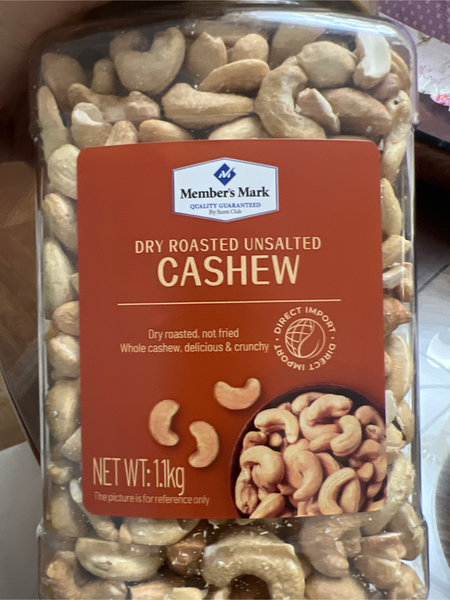 Member's Mark
QUALITY GUARANTEED
By Sam's Club
DRY ROASTED UNSALTED
CASHEW
Dry roasted, not fried
Whole cashew, delicious & crunchy
DIRECT IMPORT · DIRECT IMPORT ·
NET WT: 1.1kg
The picture is for reference only